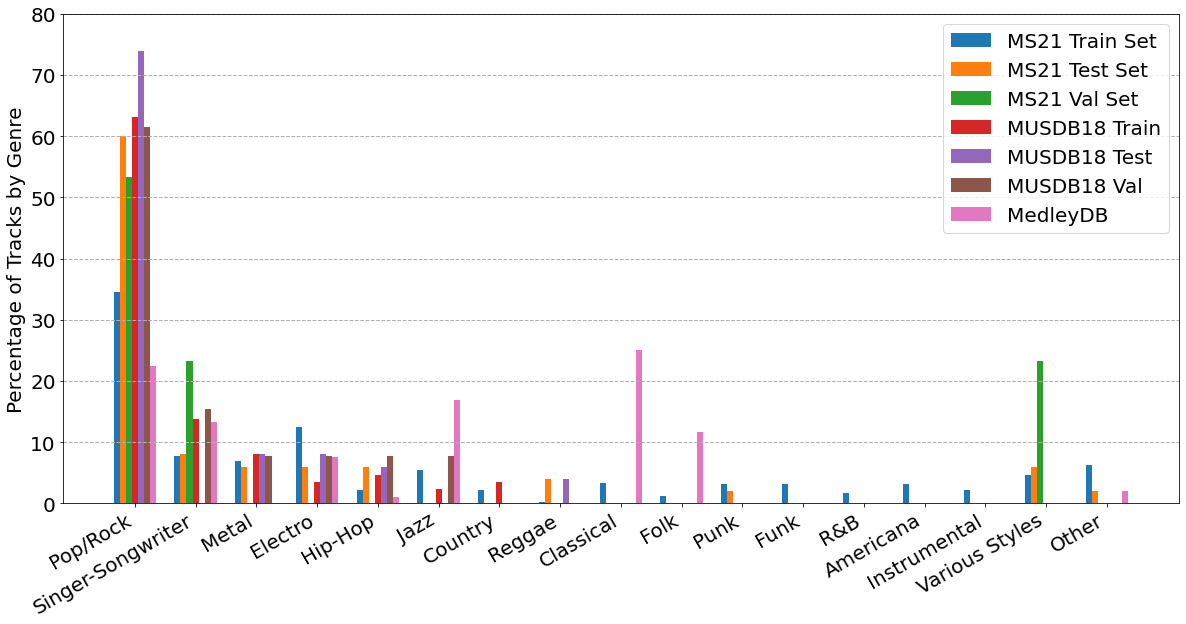 Percentage of Tracks by Genre
80
70
60
50
40
30
20
10
0
MS21 Train Set
MS21 Test Set
MS21 Val Set
MUSDB18 Train
MUSDB18 Test
MUSDB18 Val
MedleyDB
Pop/Rock
Singer-Songwriter
Metal
Electro
Hip-Hop
Jazz
Country
Reggae
Classical
Folk
Punk
Funk
R&B
Americana
Instrumental
Various Styles
Other